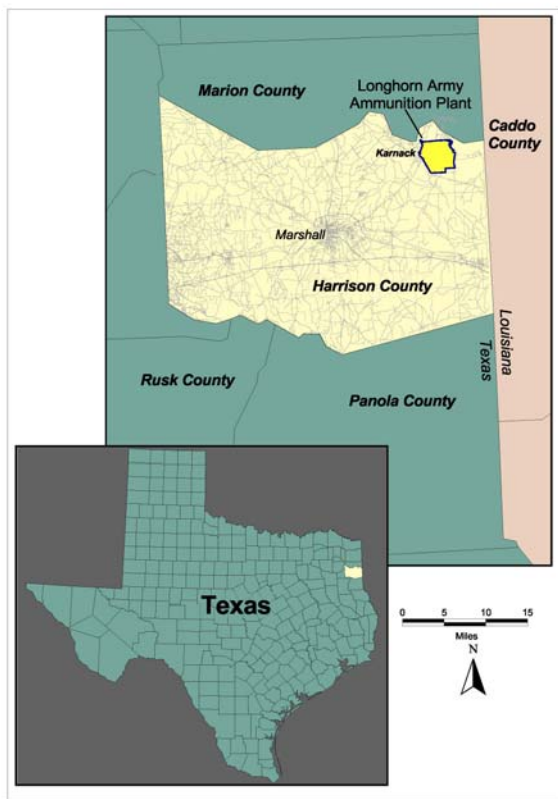 Marion County
Longhorn Army
Ammunition Plant
Caddo
County
Karnack
Marshall
Harrison County
Louisiana
Texas
Rusk County
Panola County
Texas
0 5 10 15
Miles
N